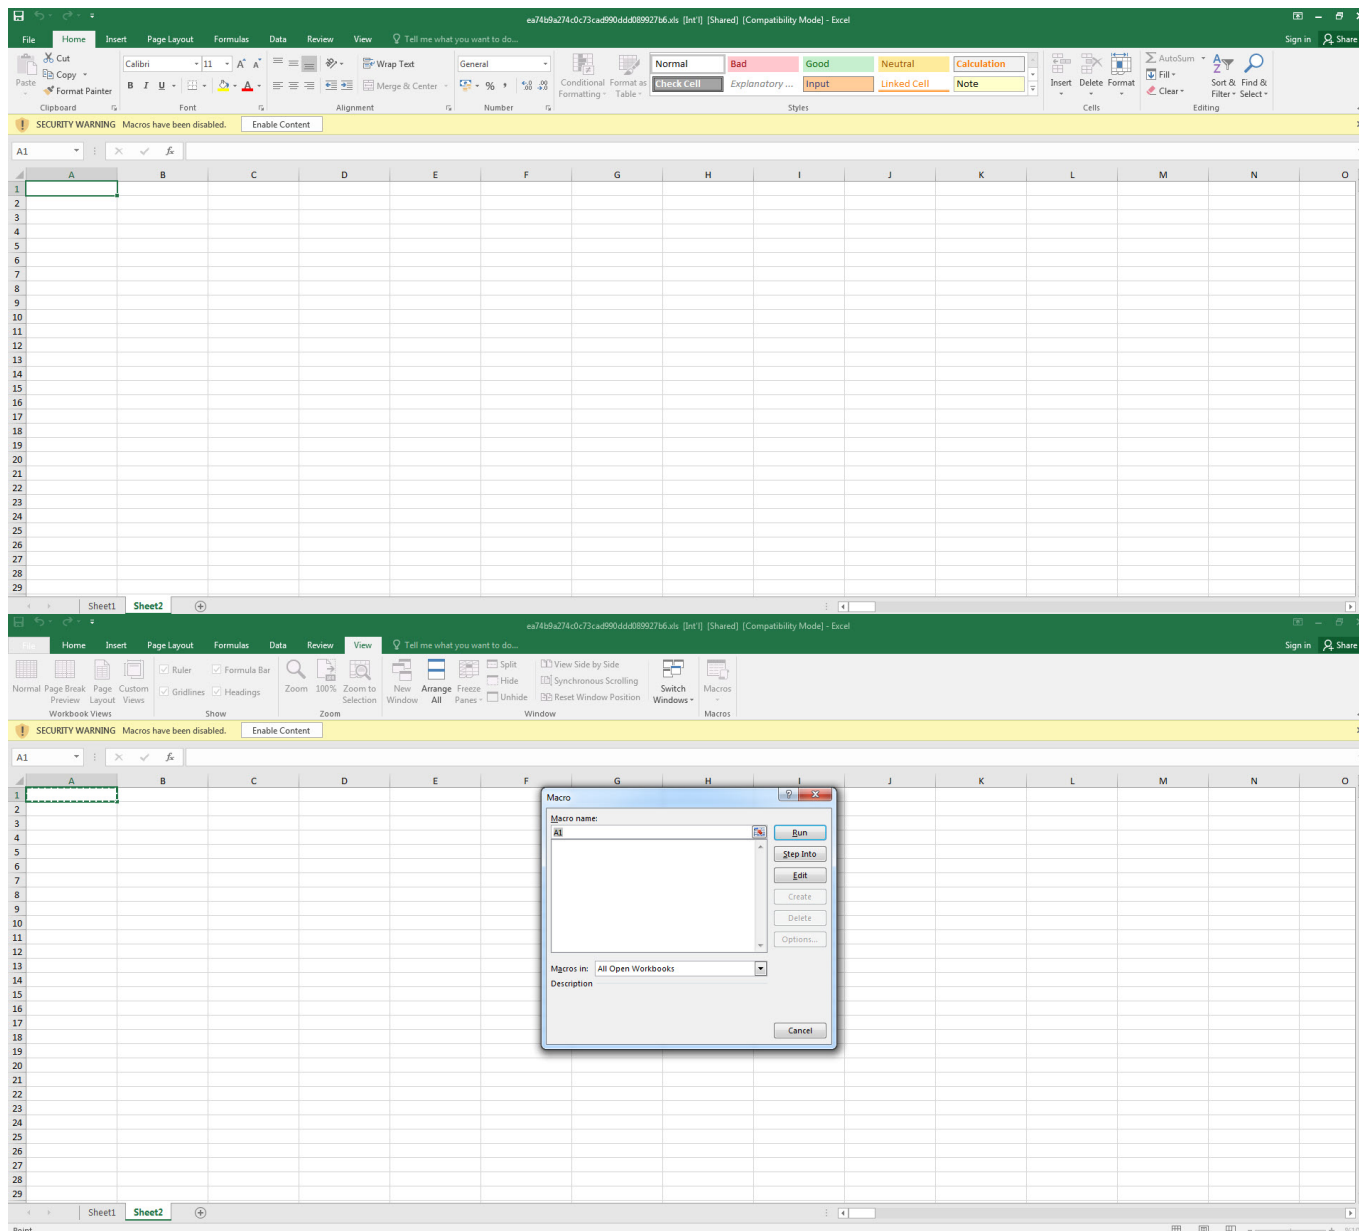 ea74b9a274c0c73cad990ddd089927b6.xls [Int'l] [Shared] [Compatibility Mode] - Excel
File Home Insert Page Layout Formulas Data Review View Tell me what you want to do... Sign in Share
Cut
Copy
Format Painter
Paste
Clipboard
Calibri 11
B I U
Font
Wrap Text
Merge & Center
Alignment
General
% ,
Number
Conditional Formatting
Format as Table
Normal Bad Good Neutral Calculation
Check Cell Explanatory ... Input Linked Cell Note
Styles
Insert Delete Format
Cells
AutoSum
Fill
Clear
Sort & Filter
Find & Select
Editing
SECURITY WARNING Macros have been disabled. Enable Content
A1 fx
A B C D E F G H I J K L M N O
1
2
3
4
5
6
7
8
9
10
11
12
13
14
15
16
17
18
19
20
21
22
23
24
25
26
27
28
29
Sheet1 Sheet2
ea74b9a274c0c73cad990ddd089927b6.xls [Int'l] [Shared] [Compatibility Mode] - Excel
File Home Insert Page Layout Formulas Data Review View Tell me what you want to do... Sign in Share
Normal
Page Break Preview
Page Layout
Custom Views
Workbook Views
Ruler Formula Bar
Gridlines Headings
Show
Zoom
100%
Zoom to Selection
Zoom
New Window
Arrange All
Freeze Panes
Split
Hide
Unhide
View Side by Side
Synchronous Scrolling
Reset Window Position
Switch Windows
Window
Macros
Macros
SECURITY WARNING Macros have been disabled. Enable Content
A1 fx
A B C D E F G H I J K L M N O
1
2
3
4
5
6
7
8
9
10
11
12
13
14
15
16
17
18
19
20
21
22
23
24
25
26
27
28
29
Macro
Macro name:
A1
Run
Step Into
Edit
Create
Delete
Options...
Macros in: All Open Workbooks
Description
Cancel
Sheet1 Sheet2
Point